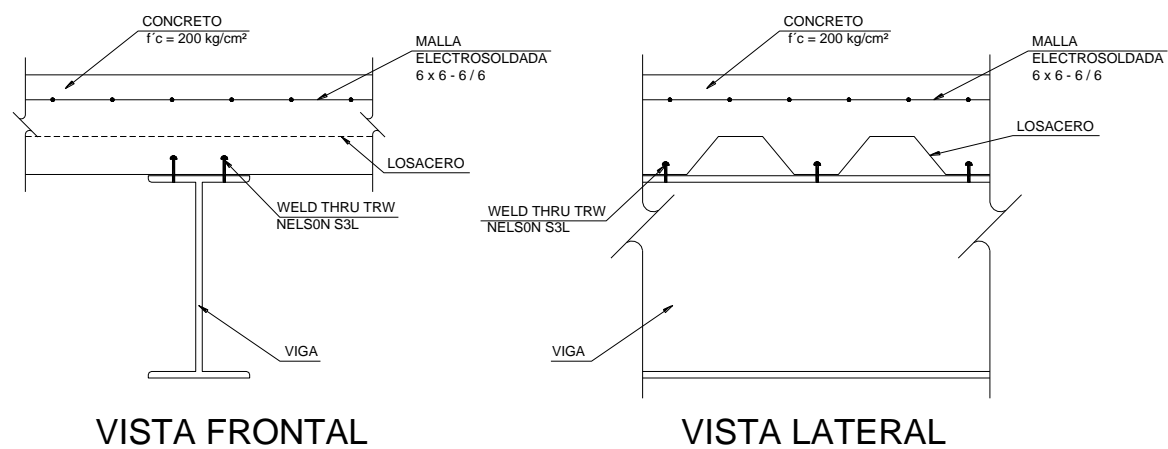 CONCRETO
f´c = 200 kg/cm²
MALLA
ELECTROSOLDADA
6 x 6 - 6 / 6
LOSACERO
WELD THRU TRW
NELS0N S3L
VIGA
VISTA FRONTAL
CONCRETO
f´c = 200 kg/cm²
MALLA
ELECTROSOLDADA
6 x 6 - 6 / 6
LOSACERO
WELD THRU TRW
NELS0N S3L
VIGA
VISTA LATERAL